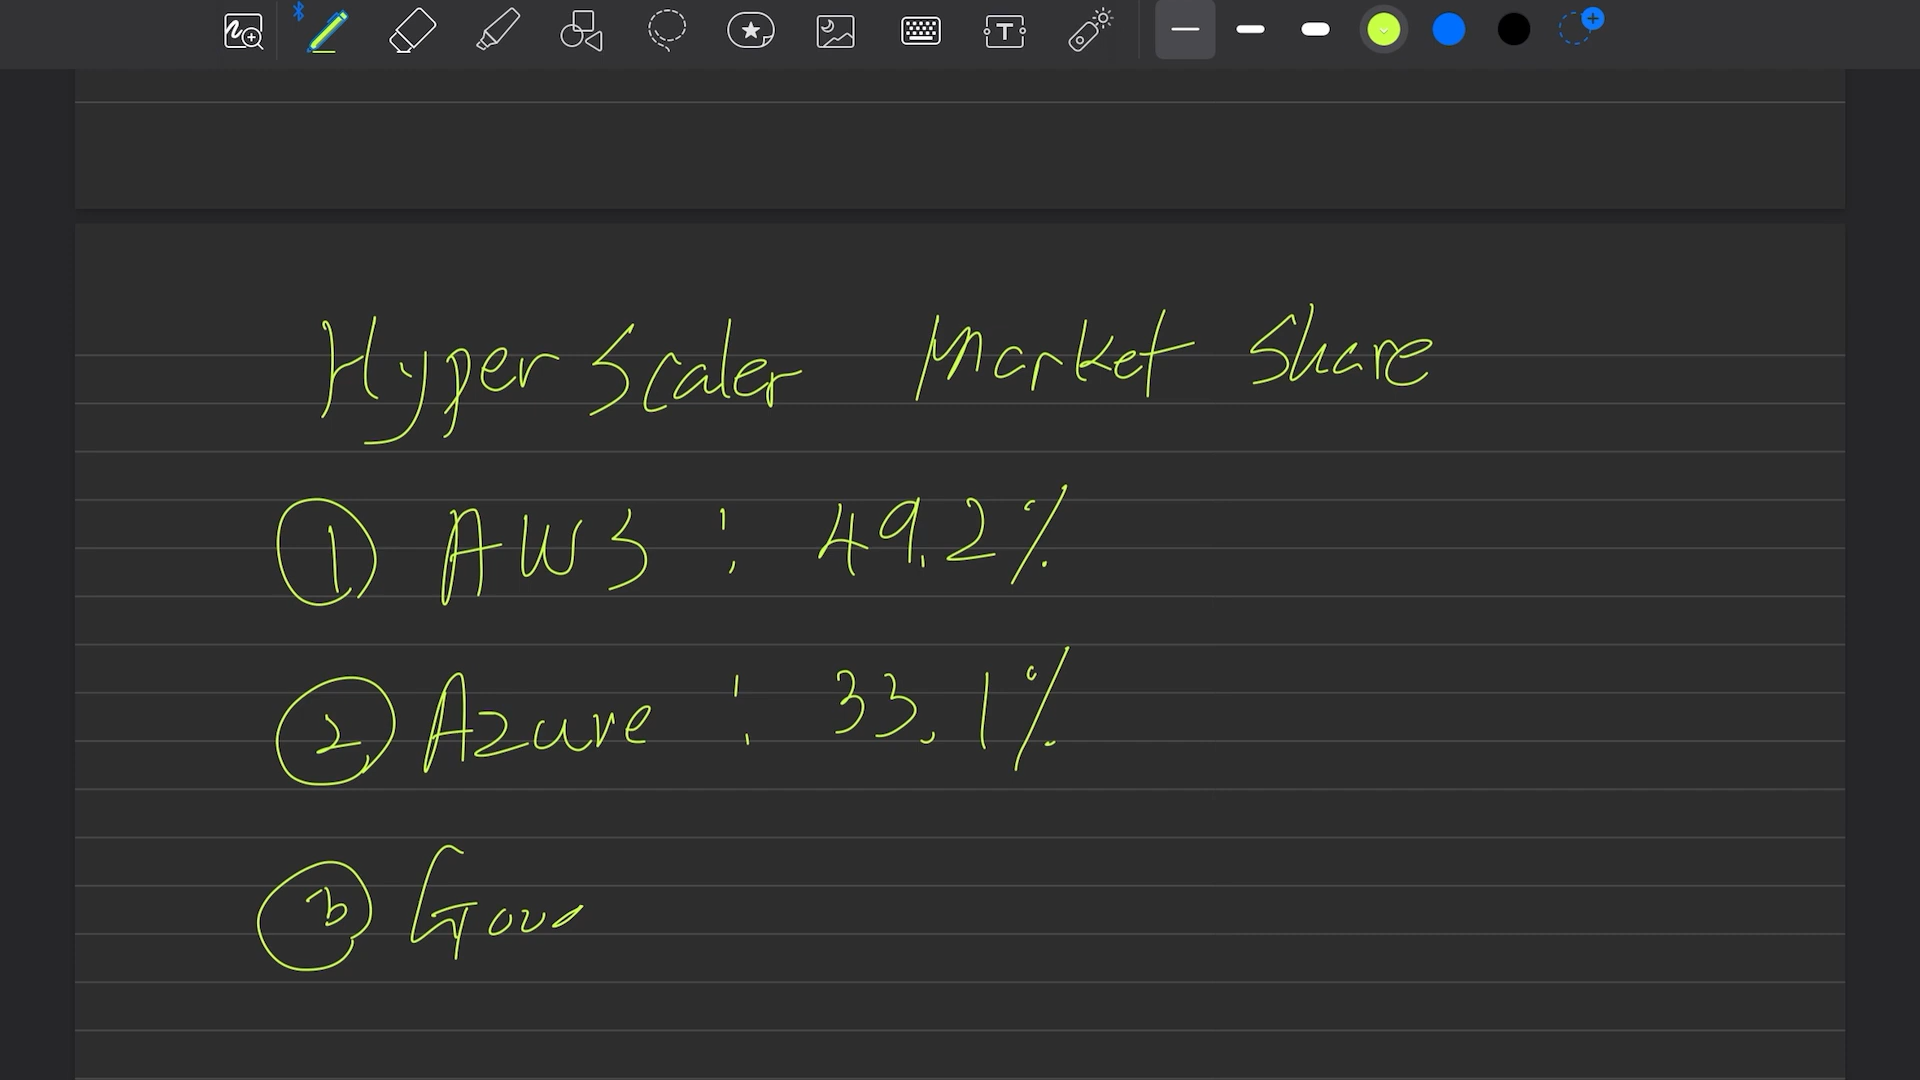 Hyper Scaler Market Share
① AWS : 49.2%
② Azure : 33.1%
③ Goo